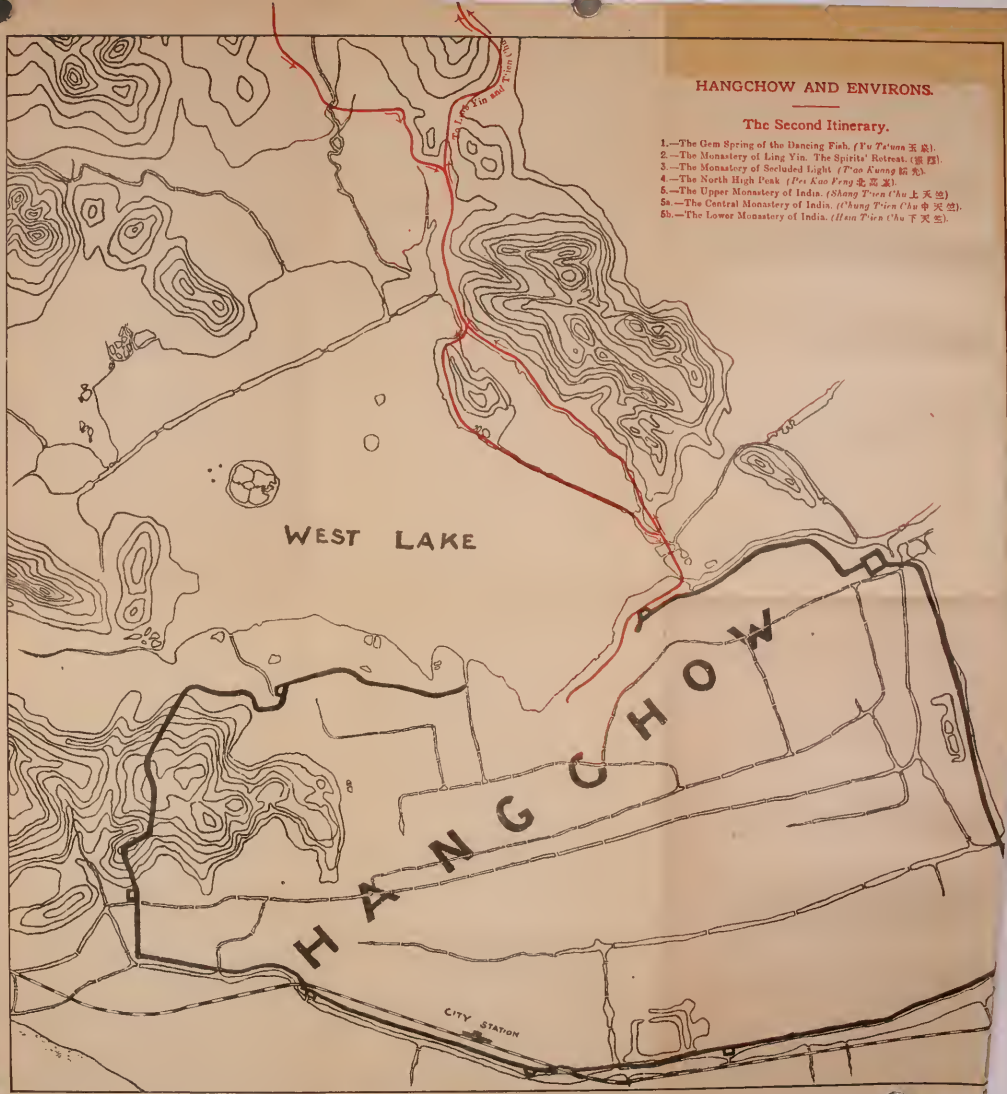 HANGCHOW AND ENVIRONS.
The Second Itinerary.
1.—The Gem Spring of the Dancing Fish. (Yu Ts'uan 玉泉).
2.—The Monastery of Ling Yin. The Spirits' Retreat. (靈隱).
3.—The Monastery of Secluded Light (T'ao Kuang 韜光).
4.—The North High Peak (Pei Kao Feng 北高峯).
5.—The Upper Monastery of India. (Shang T'ien Chu 上天竺)
5a.—The Central Monastery of India. (Chung T'ien Chu 中天竺).
5b.—The Lower Monastery of India. (Hsia T'ien Chu 下天竺).
To Ling Yin and T'ien Chu
WEST LAKE
HANGCHOW
CITY STATION